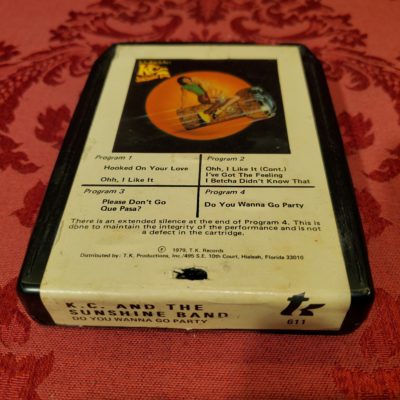 KC
Program 1
Hooked On Your Love
Ohh, I Like It
Program 2
Ohh, I Like It (Cont.)
I've Got The Feeling
I Betcha Didn't Know That
Program 3
Please Don't Go
Que Pasa?
Program 4
Do You Wanna Go Party
There is an extended silence at the end of Program 4. This is
done to maintain the integrity of the performance and is not
a defect in the cartridge.
℗ 1979, T.K. Records
Distributed by: T.K. Productions, Inc./495 S.E. 10th Court, Hialeah, Florida 33010
K.C. AND THE
SUNSHINE BAND
DO YOU WANNA GO PARTY
tk
611